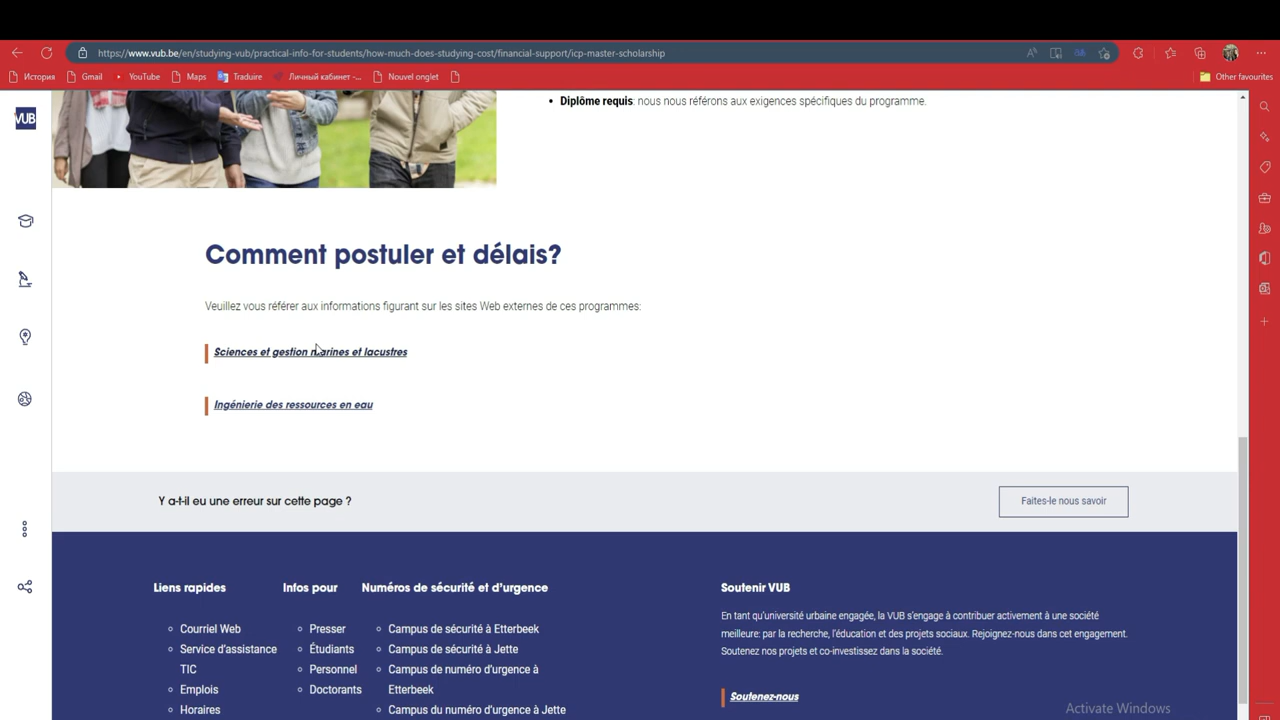 https://www.vub.be/en/studying-vub/practical-info-for-students/how-much-does-studying-cost/financial-support/icp-master-scholarship
История Gmail YouTube Maps Traduire Личный кабинет -... Nouvel onglet Other favourites
VUB
• Diplôme requis: nous nous référons aux exigences spécifiques du programme.
Comment postuler et délais?
Veuillez vous référer aux informations figurant sur les sites Web externes de ces programmes:
Sciences et gestion marines et lacustres
Ingénierie des ressources en eau
Y a-t-il eu une erreur sur cette page ?
Faites-le nous savoir
Liens rapides
Courriel Web
Service d'assistance
TIC
Emplois
Horaires
Infos pour
Presser
Étudiants
Personnel
Doctorants
Numéros de sécurité et d'urgence
Campus de sécurité à Etterbeek
Campus de sécurité à Jette
Campus de numéro d'urgence à
Etterbeek
Campus du numéro d'urgence à Jette
Soutenir VUB
En tant qu'université urbaine engagée, la VUB s'engage à contribuer activement à une société
meilleure: par la recherche, l'éducation et des projets sociaux. Rejoignez-nous dans cet engagement.
Soutenez nos projets et co-investissez dans la société.
Soutenez-nous
Activate Windows